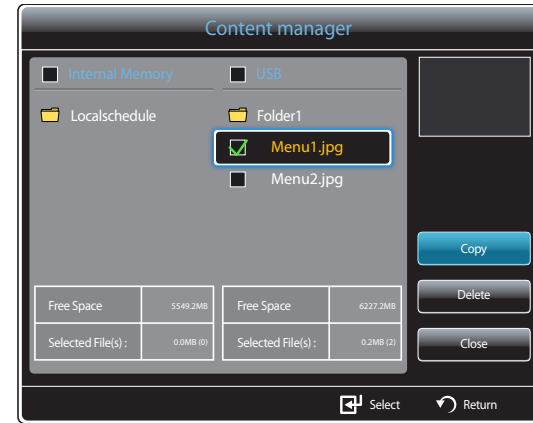 Content manager
Internal Memory USB
Localschedule Folder1
Menu1.jpg
Menu2.jpg
Copy
Free Space 5549.2MB Free Space 6227.2MB Delete
Selected File(s) : 0.0MB (0) Selected File(s) : 0.2MB (2) Close
Select Return